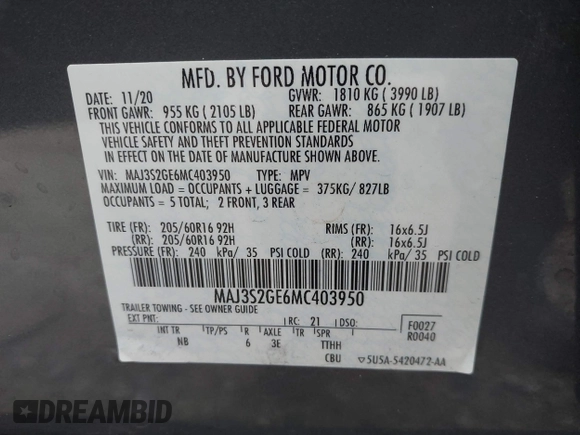 MFD. BY FORD MOTOR CO.
DATE: 11/20 GVWR: 1810 KG ( 3990 LB)
FRONT GAWR: 955 KG ( 2105 LB) REAR GAWR: 865 KG ( 1907 LB)
THIS VEHICLE CONFORMS TO ALL APPLICABLE FEDERAL MOTOR
VEHICLE SAFETY AND THEFT PREVENTION STANDARDS
IN EFFECT ON THE DATE OF MANUFACTURE SHOWN ABOVE.
VIN: MAJ3S2GE6MC403950 TYPE: MPV
MAXIMUM LOAD = OCCUPANTS + LUGGAGE = 375KG/ 827LB
OCCUPANTS = 5 TOTAL; 2 FRONT, 3 REAR
TIRE (FR): 205/60R16 92H RIMS (FR): 16x6.5J
(RR): 205/60R16 92H (RR): 16x6.5J
PRESSURE (FR): 240 kPa/ 35 PSI COLD (RR): 240 kPa/ 35 PSI COLD
MAJ3S2GE6MC403950
TRAILER TOWING - SEE OWNER GUIDE
EXT PNT: RC: 21 DSO: F0027
R0040
INT TR TP/PS R AXLE TR SPR
NB 6 3E TTHH
CBU ▽5U5A-5420472-AA
DREAMBID